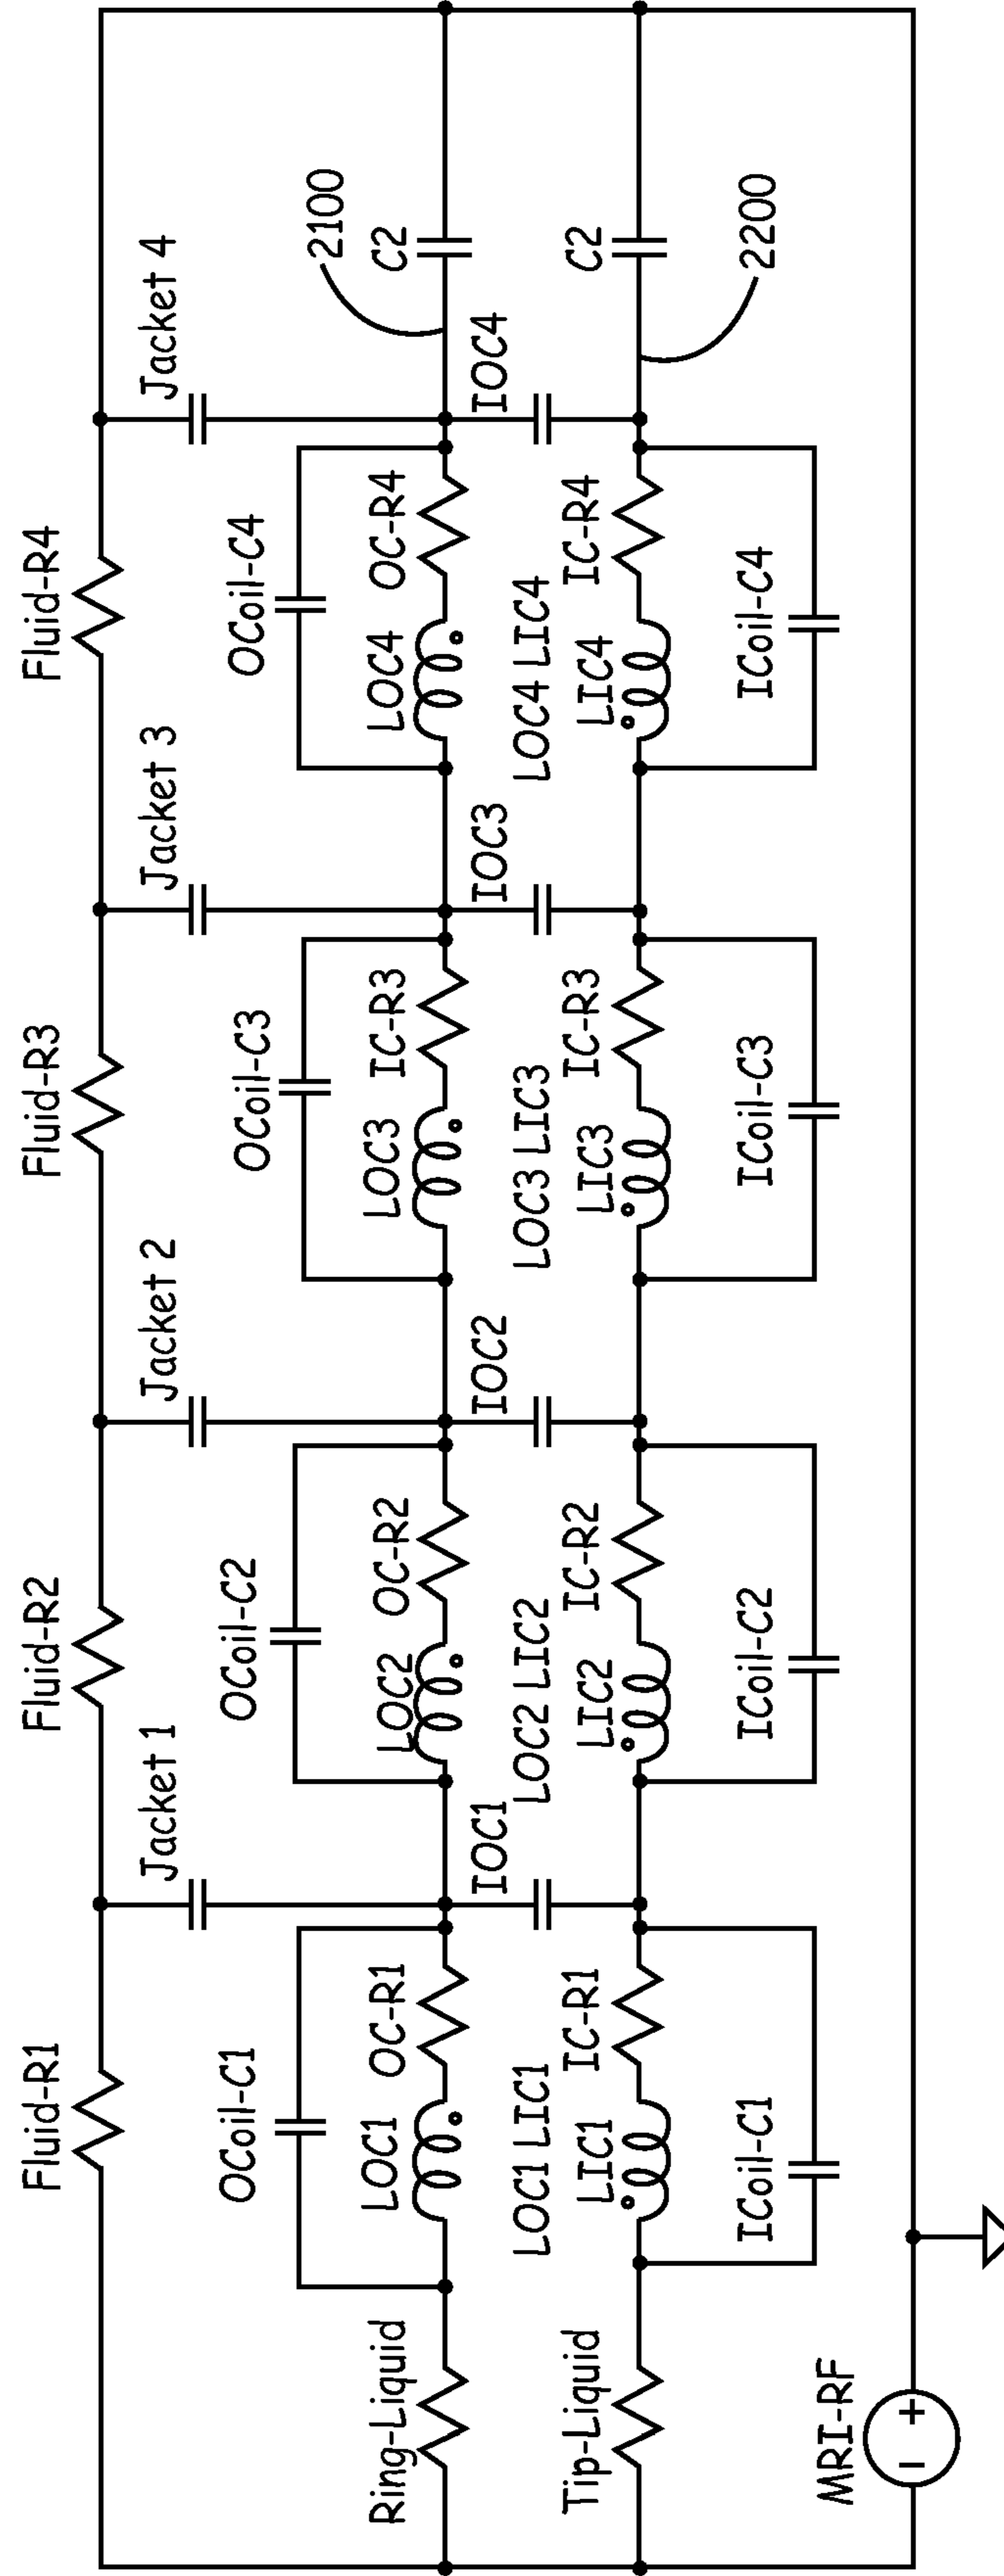 Fluid-R1
Fluid-R2
Fluid-R3
Fluid-R4
Jacket 1
Jacket 2
Jacket 3
Jacket 4
OCoil-C1
OCoil-C2
OCoil-C3
OCoil-C4
2100
Ring-Liquid
LOC1
OC-R1
LOC2
OC-R2
LOC3
IC-R3
LOC4
OC-R4
C2
IOC1
IOC2
IOC3
IOC4
LOC1 LIC1
LOC2 LIC2
LOC3 LIC3
LOC4 LIC4
Tip-Liquid
LIC1
IC-R1
LIC2
IC-R2
LIC3
IC-R3
LIC4
IC-R4
C2
ICoil-C1
ICoil-C2
ICoil-C3
ICoil-C4
2200
MRI-RF
− +